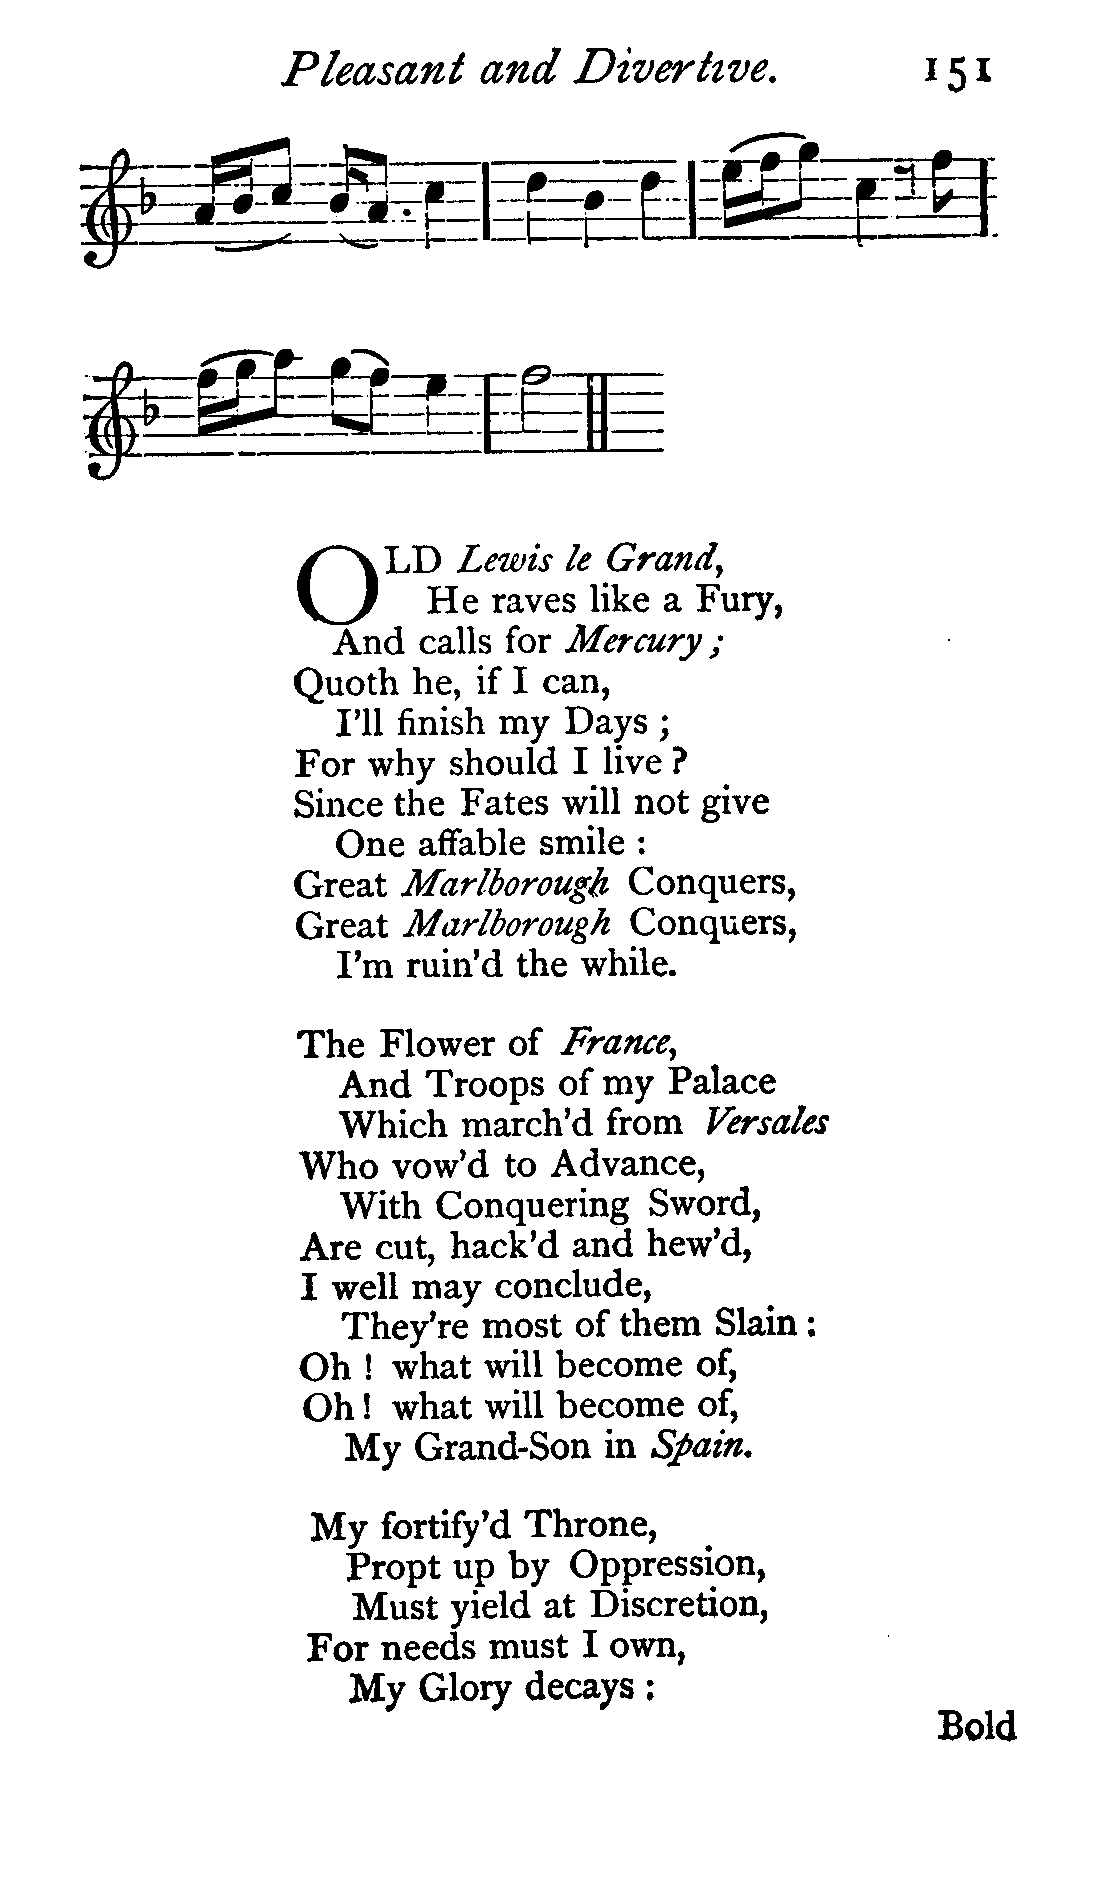 Pleasant and Divertive. 151
OLD Lewis le Grand,
He raves like a Fury,
And calls for Mercury ;
Quoth he, if I can,
I'll finish my Days ;
For why should I live ?
Since the Fates will not give
One affable smile :
Great Marlborough Conquers,
Great Marlborough Conquers,
I'm ruin'd the while.
The Flower of France,
And Troops of my Palace
Which march'd from Versales
Who vow'd to Advance,
With Conquering Sword,
Are cut, hack'd and hew'd,
I well may conclude,
They're most of them Slain :
Oh ! what will become of,
Oh ! what will become of,
My Grand-Son in Spain.
My fortify'd Throne,
Propt up by Oppression,
Must yield at Discretion,
For needs must I own,
My Glory decays :
Bold